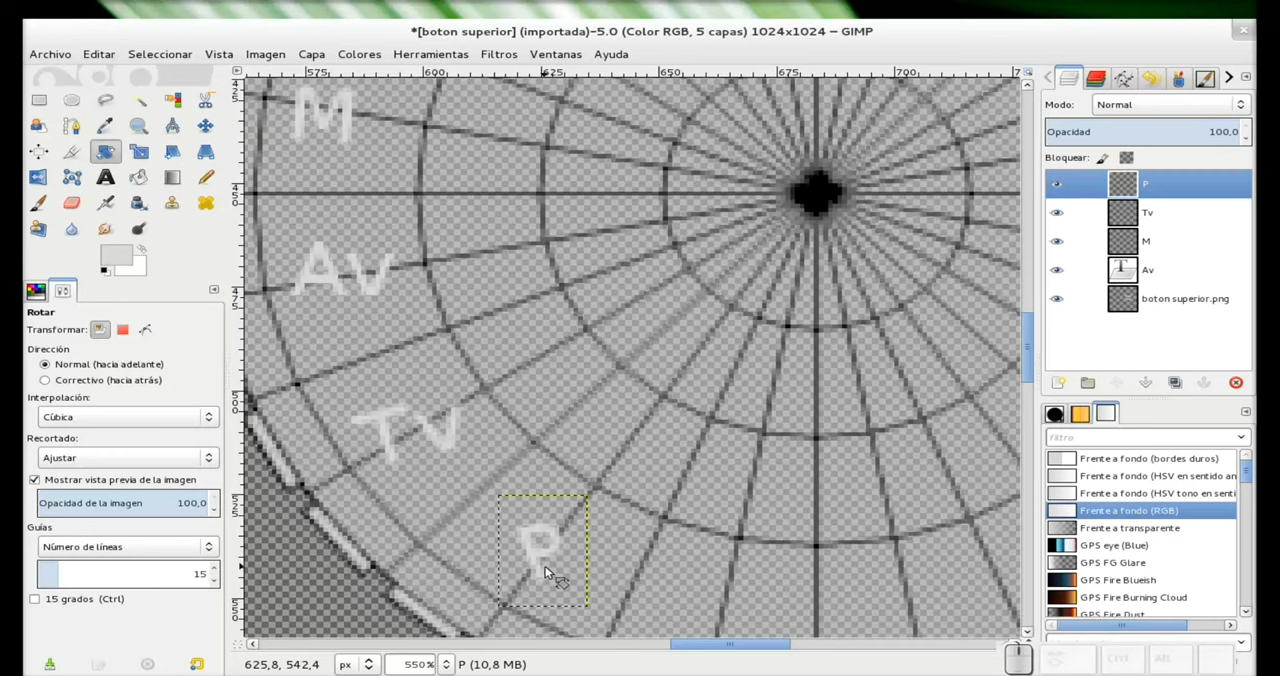 *[boton superior] (importada)-5.0 (Color RGB, 5 capas) 1024x1024 – GIMP
Archivo Editar Seleccionar Vista Imagen Capa Colores Herramientas Filtros Ventanas Ayuda
575 600 625 650 675 700
Modo: Normal
Opacidad 100,0
Bloquear:
P
Tv
M
Av
boton superior.png
M
Av
Tv
P
Rotar
Transformar:
Dirección
Normal (hacia adelante)
Correctivo (hacia atrás)
Interpolación:
Cúbica
Recortado:
Ajustar
Mostrar vista previa de la imagen
Opacidad de la imagen 100,0
Guías
Número de líneas
15
15 grados (Ctrl)
filtro
Frente a fondo (bordes duros)
Frente a fondo (HSV en sentido an
Frente a fondo (HSV tono en senti
Frente a fondo (RGB)
Frente a transparente
GPS eye (Blue)
GPS FG Glare
GPS Fire Blueish
GPS Fire Burning Cloud
GPS Fire Dust
625,8, 542,4 px 550% P (10,8 MB)